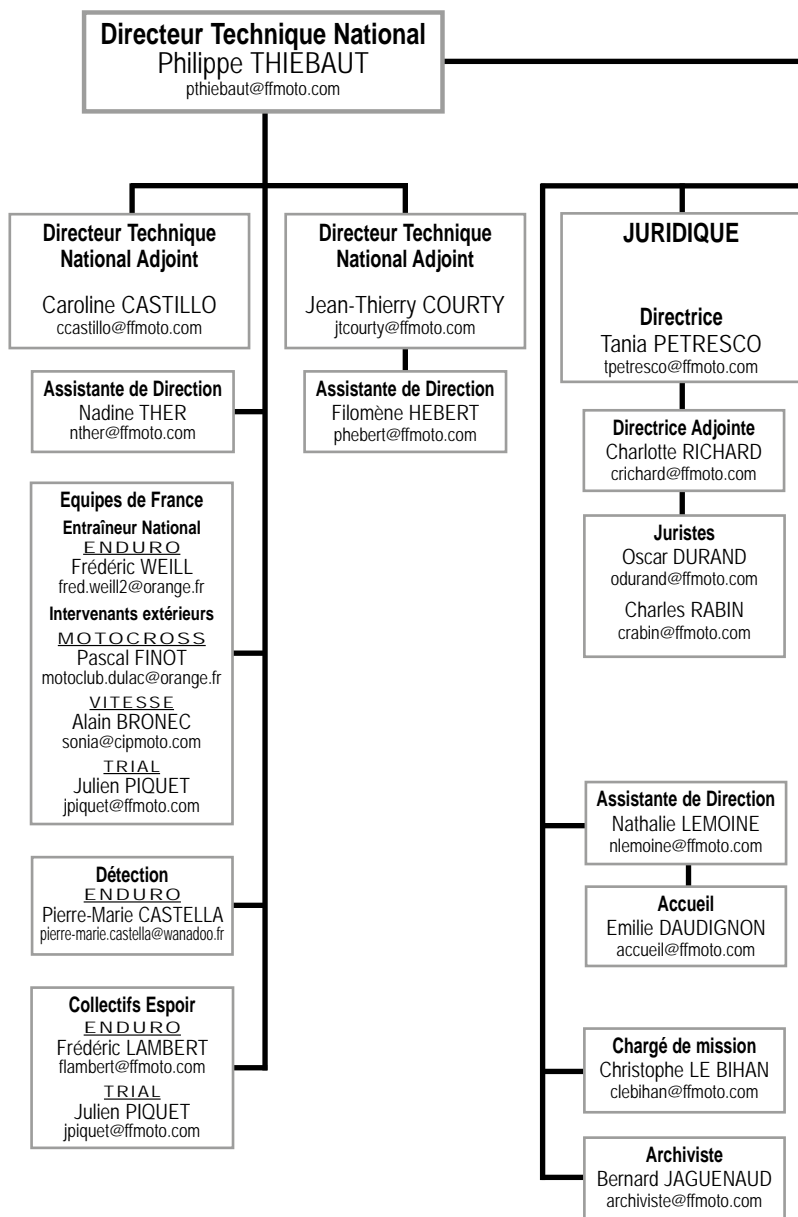 Directeur Technique National
Philippe THIEBAUT
pthiebaut@ffmoto.com
Directeur Technique
National Adjoint
Caroline CASTILLO
ccastillo@ffmoto.com
Directeur Technique
National Adjoint
Jean-Thierry COURTY
jtcourty@ffmoto.com
Assistante de Direction
Nadine THER
nther@ffmoto.com
Assistante de Direction
Filomène HEBERT
phebert@ffmoto.com
Equipes de France
Entraîneur National
ENDURO
Frédéric WEILL
fred.weill2@orange.fr
Intervenants extérieurs
MOTOCROSS
Pascal FINOT
motoclub.dulac@orange.fr
VITESSE
Alain BRONEC
sonia@cipmoto.com
TRIAL
Julien PIQUET
jpiquet@ffmoto.com
Détection
ENDURO
Pierre-Marie CASTELLA
pierre-marie.castella@wanadoo.fr
Collectifs Espoir
ENDURO
Frédéric LAMBERT
flambert@ffmoto.com
TRIAL
Julien PIQUET
jpiquet@ffmoto.com
JURIDIQUE
Directrice
Tania PETRESCO
tpetresco@ffmoto.com
Directrice Adjointe
Charlotte RICHARD
crichard@ffmoto.com
Juristes
Oscar DURAND
odurand@ffmoto.com
Charles RABIN
crabin@ffmoto.com
Assistante de Direction
Nathalie LEMOINE
nlemoine@ffmoto.com
Accueil
Emilie DAUDIGNON
accueil@ffmoto.com
Chargé de mission
Christophe LE BIHAN
clebihan@ffmoto.com
Archiviste
Bernard JAGUENAUD
archiviste@ffmoto.com